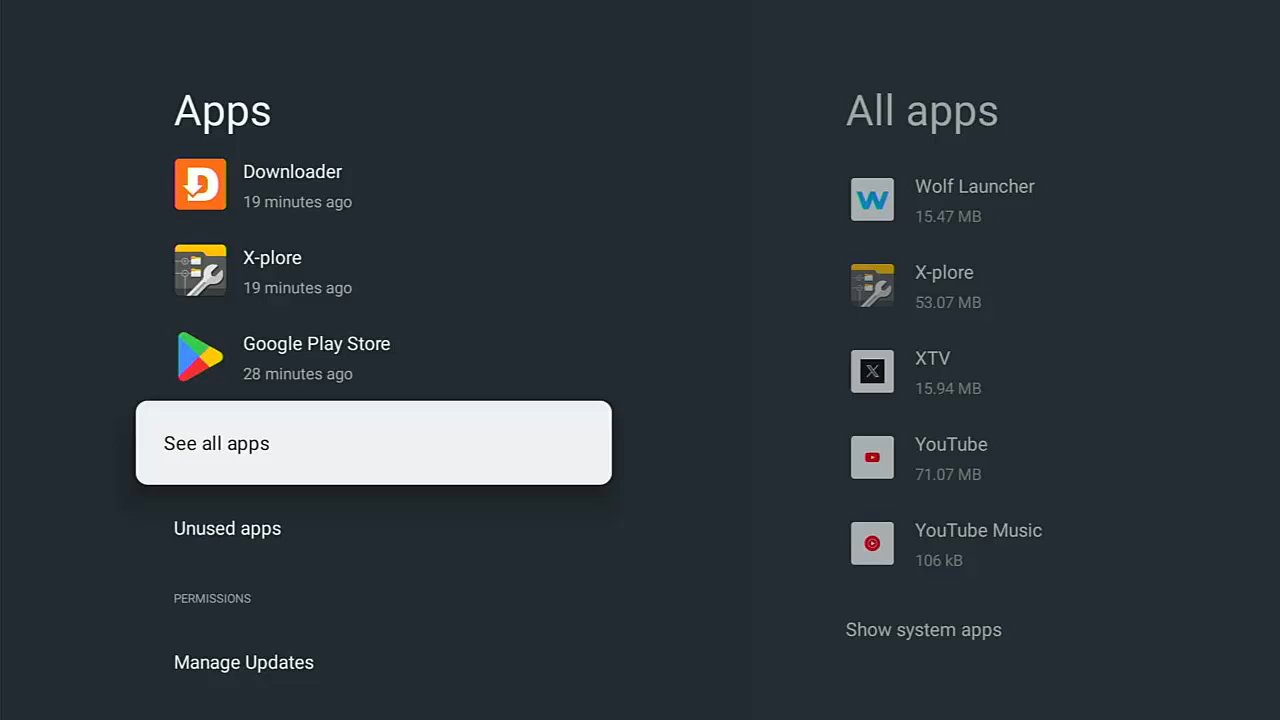 Apps
Downloader
19 minutes ago
X-plore
19 minutes ago
Google Play Store
28 minutes ago
See all apps
Unused apps
PERMISSIONS
Manage Updates
All apps
Wolf Launcher
15.47 MB
X-plore
53.07 MB
XTV
15.94 MB
YouTube
71.07 MB
YouTube Music
106 kB
Show system apps